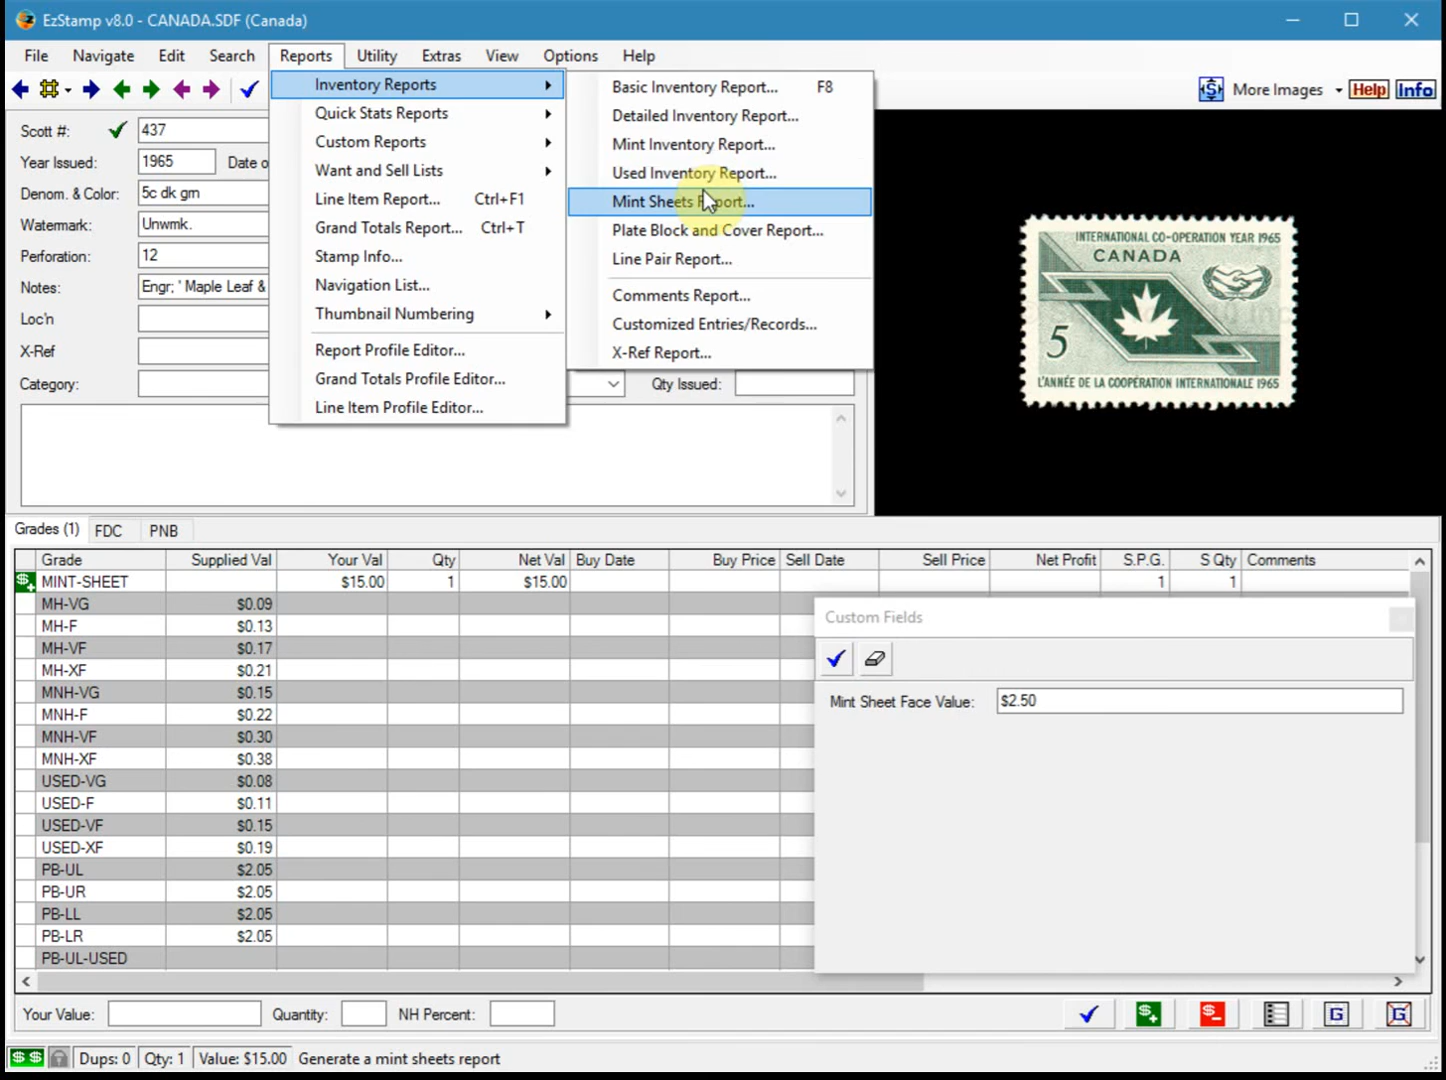 EzStamp v8.0 - CANADA.SDF (Canada)
File Navigate Edit Search Reports Utility Extras View Options Help
More Images Help Info
Inventory Reports
Quick Stats Reports
Custom Reports
Want and Sell Lists
Line Item Report... Ctrl+F1
Grand Totals Report... Ctrl+T
Stamp Info...
Navigation List...
Thumbnail Numbering
Report Profile Editor...
Grand Totals Profile Editor...
Line Item Profile Editor...
Basic Inventory Report... F8
Detailed Inventory Report...
Mint Inventory Report...
Used Inventory Report...
Mint Sheets Report...
Plate Block and Cover Report...
Line Pair Report...
Comments Report...
Customized Entries/Records...
X-Ref Report...
Scott #: 437
Year Issued: 1965 Date o
Denom. & Color: 5c dk grn
Watermark: Unwmk.
Perforation: 12
Notes: Engr; ' Maple Leaf &
Loc'n
X-Ref
Category: Qty Issued:
INTERNATIONAL CO-OPERATION YEAR 1965
CANADA
5
L'ANNÉE DE LA COOPÉRATION INTERNATIONALE 1965
Grades (1) FDC PNB
Grade Supplied Val Your Val Qty Net Val Buy Date Buy Price Sell Date Sell Price Net Profit S.P.G. S Qty Comments
MINT-SHEET $15.00 1 $15.00 1 1
MH-VG $0.09
MH-F $0.13
MH-VF $0.17
MH-XF $0.21
MNH-VG $0.15
MNH-F $0.22
MNH-VF $0.30
MNH-XF $0.38
USED-VG $0.08
USED-F $0.11
USED-VF $0.15
USED-XF $0.19
PB-UL $2.05
PB-UR $2.05
PB-LL $2.05
PB-LR $2.05
PB-UL-USED
Custom Fields
Mint Sheet Face Value: $2.50
Your Value: Quantity: NH Percent:
$ $ Dups: 0 Qty: 1 Value: $15.00 Generate a mint sheets report